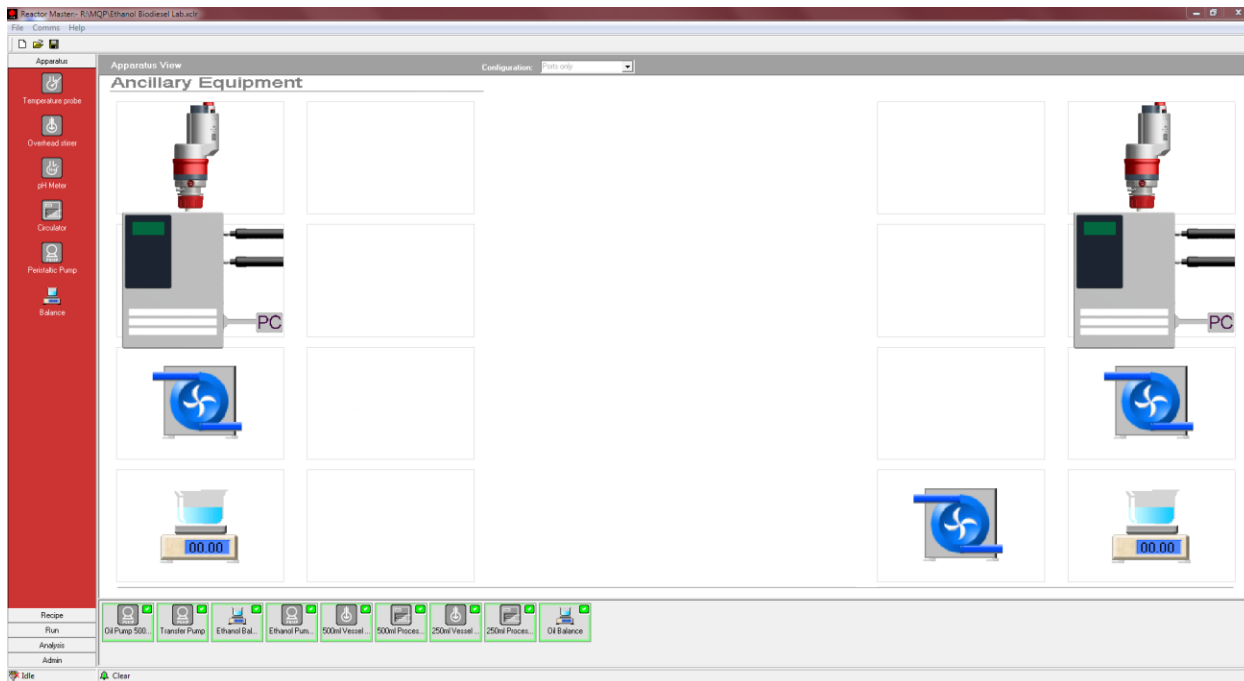 Reactor Master:- R:\MQP\Ethanol Biodiesel Lab.xclr
File Comms Help
Apparatus
Temperature probe
Overhead stirrer
pH Meter
Circulator
Peristaltic Pump
Balance
Recipe
Run
Analysis
Admin
Apparatus View
Configuration: Parts only
Ancillary Equipment
PC
PC
00.00
00.00
Oil Pump 500...
Transfer Pump
Ethanol Bal...
Ethanol Pum...
500ml Vessel ...
500ml Proces...
250ml Vessel ...
250ml Proces...
Oil Balance
Idle
Clear